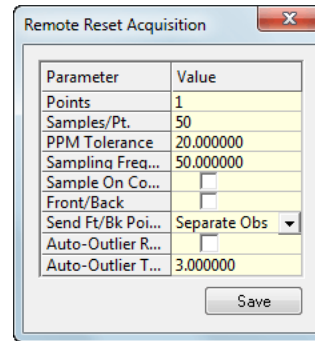 Remote Reset Acquisition
Parameter Value
Points 1
Samples/Pt. 50
PPM Tolerance 20.000000
Sampling Freq... 50.000000
Sample On Co...
Front/Back
Send Ft/Bk Poi... Separate Obs
Auto-Outlier R...
Auto-Outlier T... 3.000000
Save